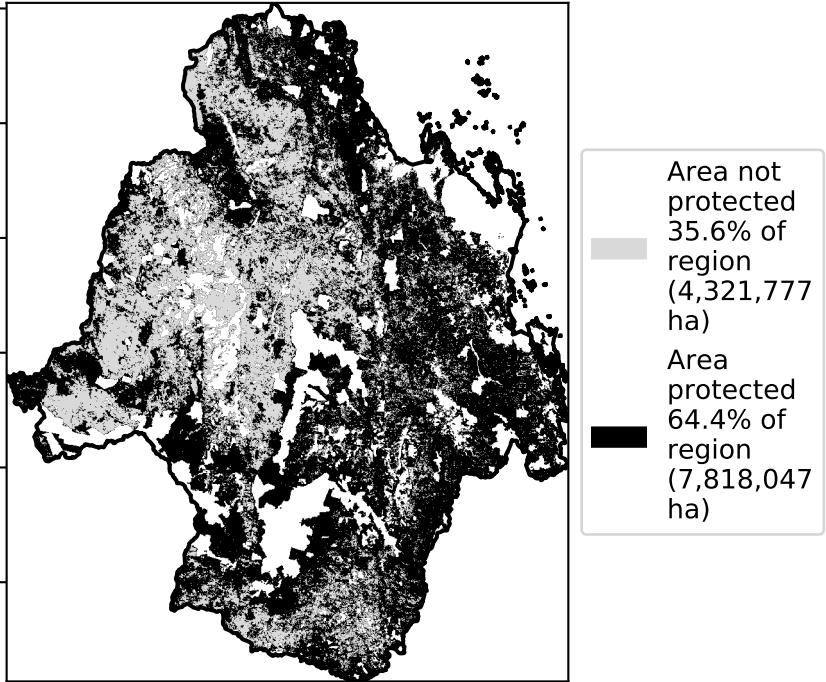 Area not
protected
35.6% of
region
(4,321,777
ha)
Area
protected
64.4% of
region
(7,818,047
ha)